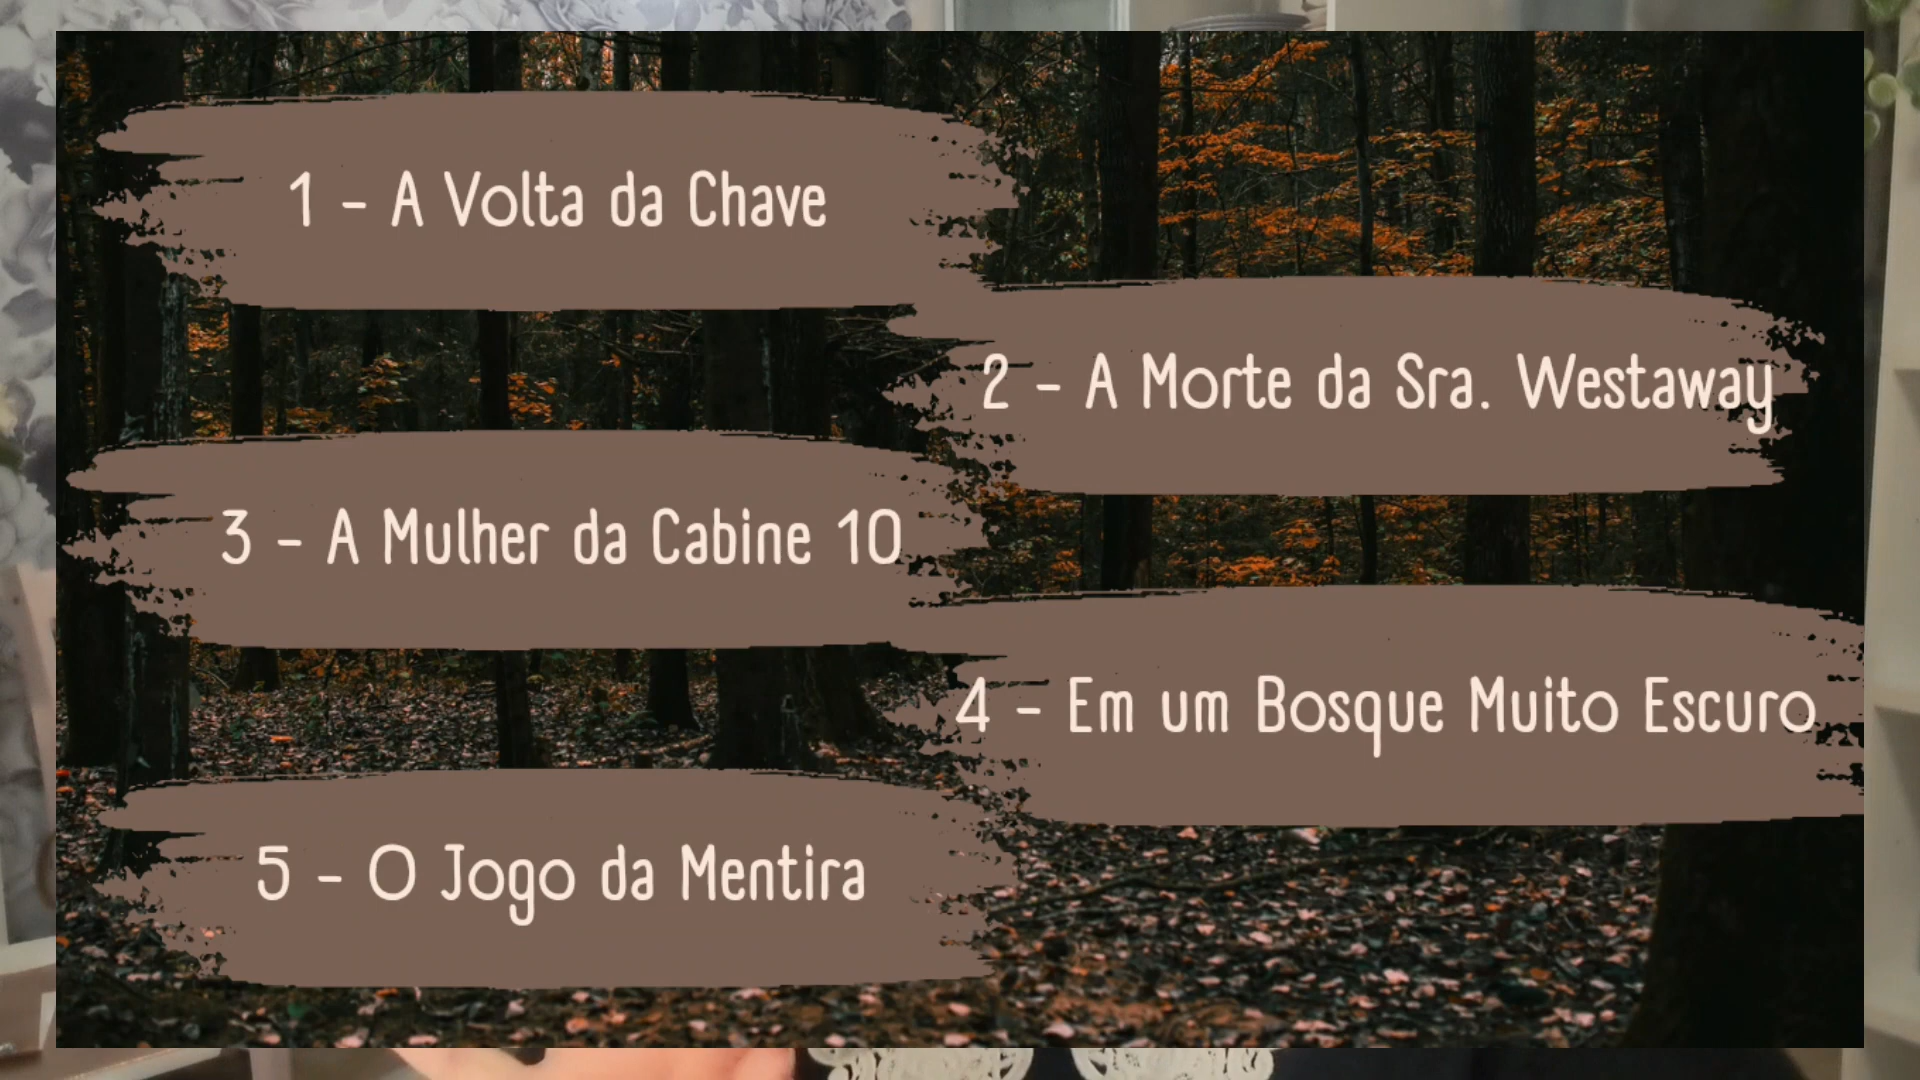 1 - A Volta da Chave
2 - A Morte da Sra. Westaway
3 - A Mulher da Cabine 10
4 - Em um Bosque Muito Escuro
5 - O Jogo da Mentira